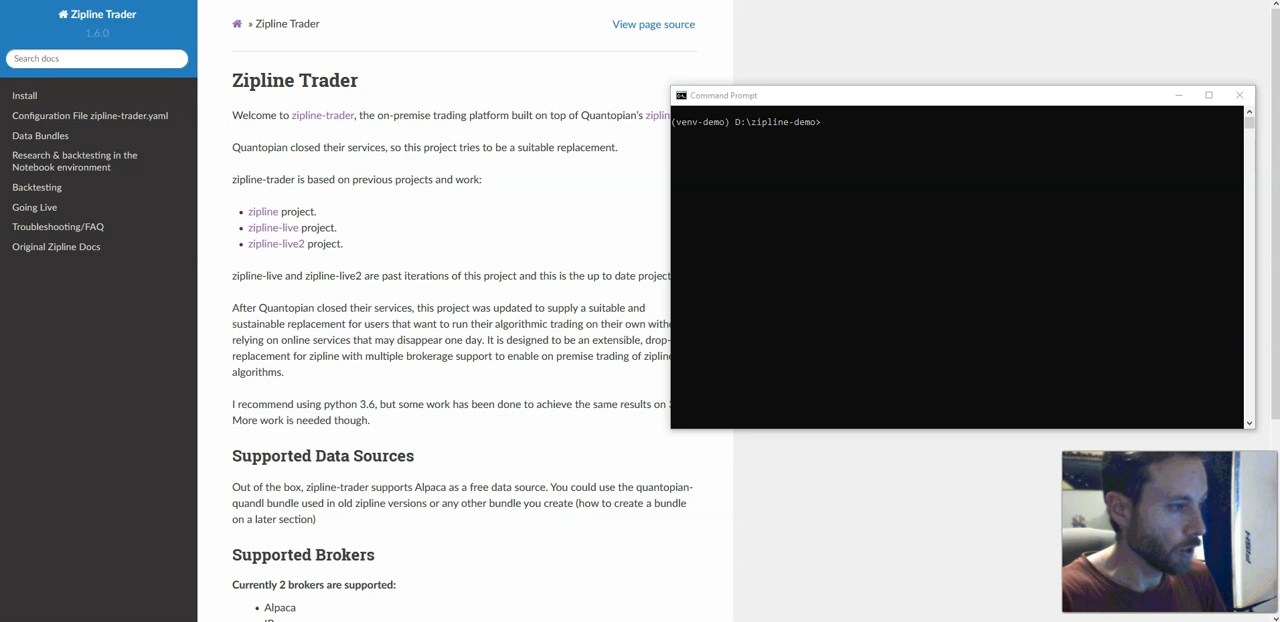 Zipline Trader
1.6.0
Search docs
Install
Configuration File zipline-trader.yaml
Data Bundles
Research & backtesting in the
Notebook environment
Backtesting
Going Live
Troubleshooting/FAQ
Original Zipline Docs
» Zipline Trader
View page source
Zipline Trader
Welcome to zipline-trader, the on-premise trading platform built on top of Quantopian's
Quantopian closed their services, so this project tries to be a suitable replacement.
zipline-trader is based on previous projects and work:
• zipline project.
• zipline-live project.
• zipline-live2 project.
zipline-live and zipline-live2 are past iterations of this project and this is the up to date project
After Quantopian closed their services, this project was updated to supply a suitable and
sustainable replacement for users that want to run their algorithmic trading on their own
relying on online services that may disappear one day. It is designed to be an extensible, drop-
replacement for zipline with multiple brokerage support to enable on premise trading of
algorithms.
I recommend using python 3.6, but some work has been done to achieve the same results on
More work is needed though.
Supported Data Sources
Out of the box, zipline-trader supports Alpaca as a free data source. You could use the quantopian-
quandl bundle used in old zipline versions or any other bundle you create (how to create a bundle
on a later section)
Supported Brokers
Currently 2 brokers are supported:
• Alpaca
Command Prompt
(venv-demo) D:\zipline-demo>